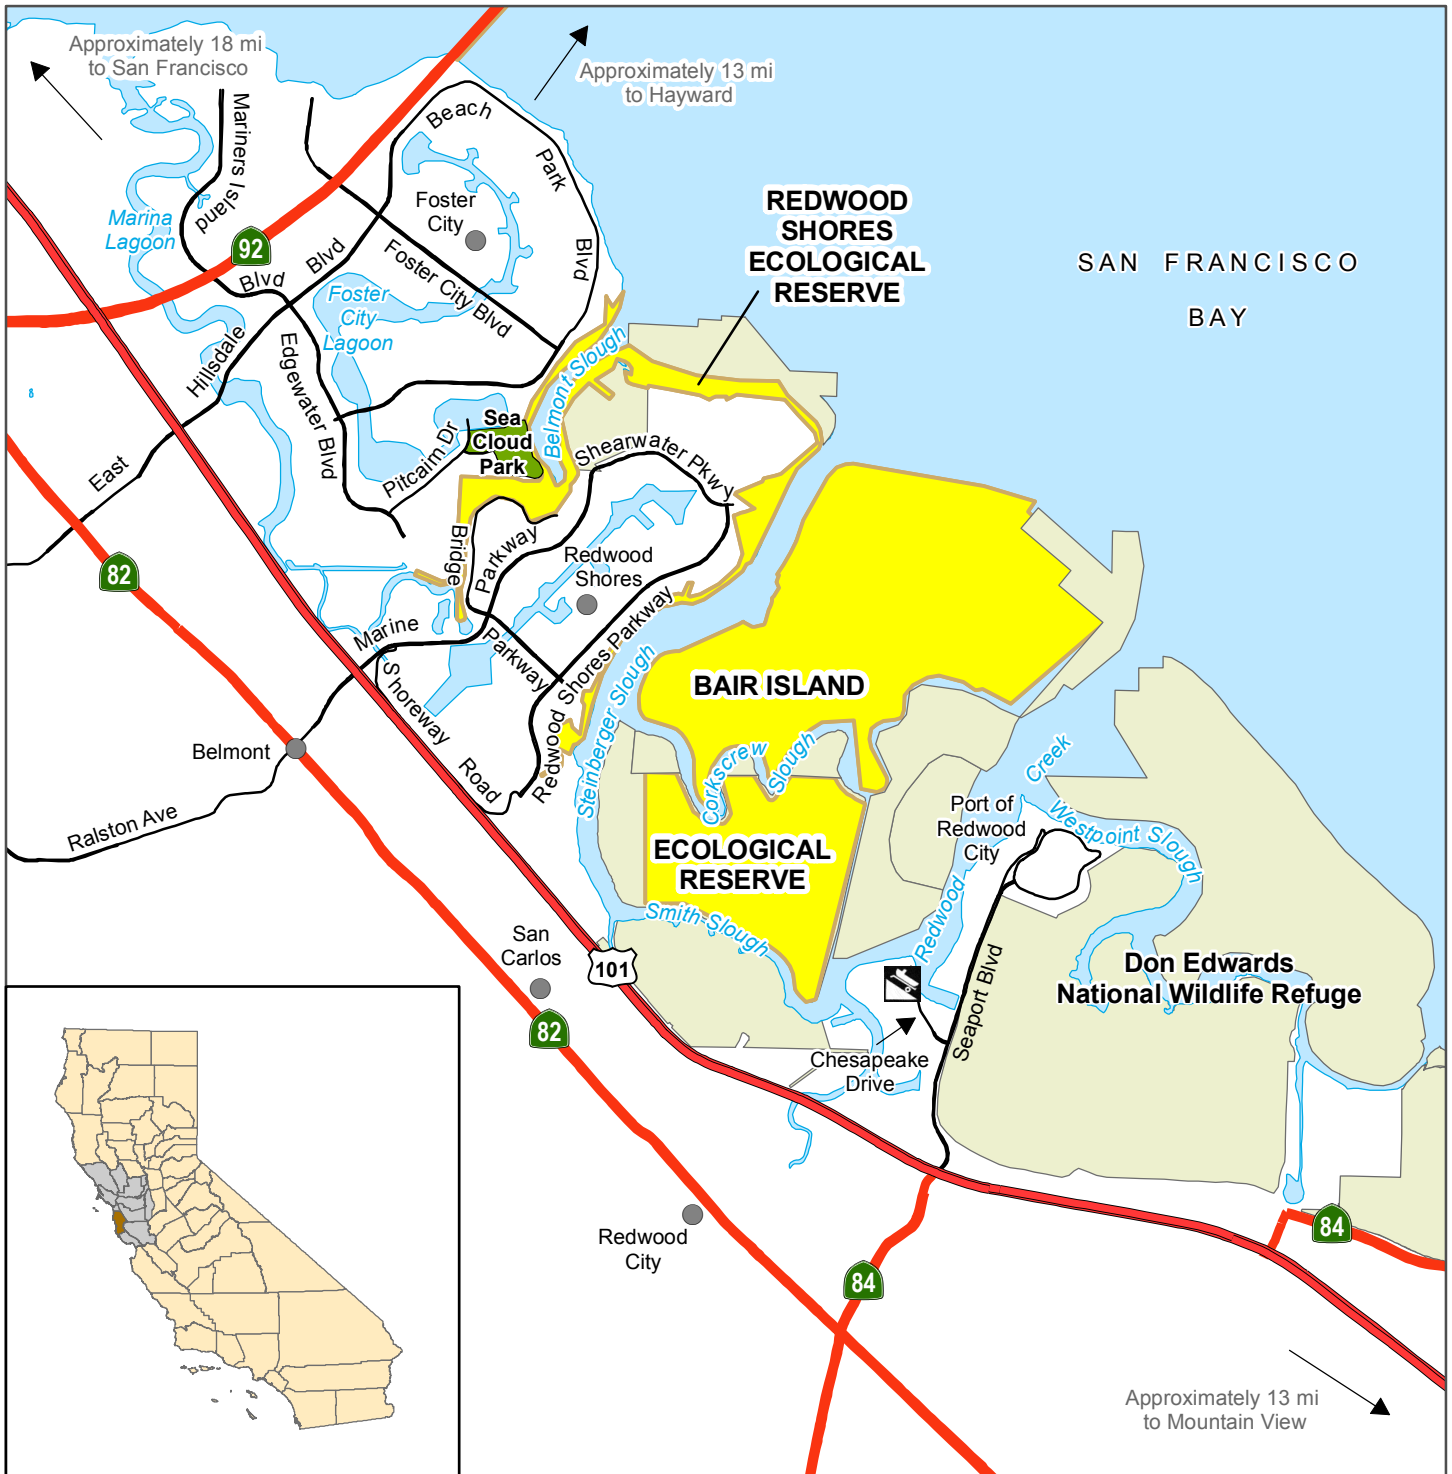 Approximately 18 mi
to San Francisco
Approximately 13 mi
to Hayward
Mariners Island
Blvd
Beach
Park
Blvd
Marina
Lagoon
92
Foster
City
Hillsdale
Blvd
Foster City Blvd
Foster
City
Lagoon
REDWOOD
SHORES
ECOLOGICAL
RESERVE
SAN FRANCISCO
BAY
Edgewater Blvd
Belmont Slough
Sea
Cloud
Park
Pitcairn Dr
East
Shearwater Pkwy
82
Bridge
Parkway
Redwood
Shores
Marine
Parkway
Shoreway
Road
Redwood Shores Parkway
Steinberger Slough
BAIR ISLAND
Corkscrew
Slough
Belmont
Ralston Ave
ECOLOGICAL
RESERVE
Port of
Redwood
City
Redwood
Creek
Westpoint Slough
Smith Slough
San
Carlos
101
Don Edwards
National Wildlife Refuge
Seaport Blvd
82
Chesapeake
Drive
Redwood
City
84
84
Approximately 13 mi
to Mountain View